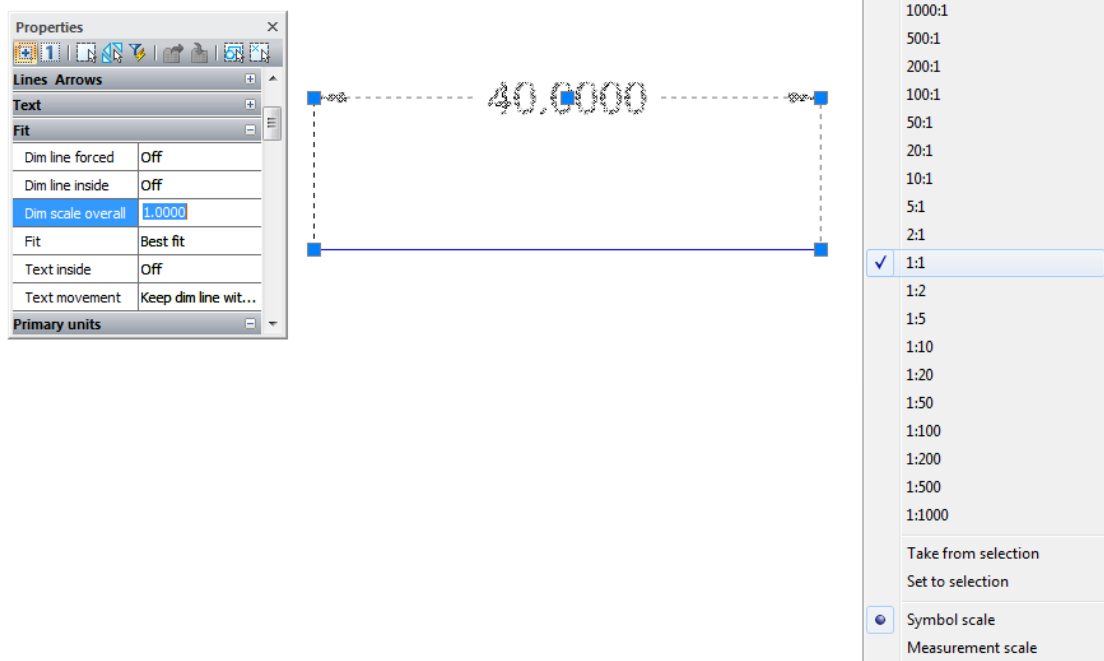 Properties
1
Lines Arrows
Text
Fit
Dim line forced Off
Dim line inside Off
Dim scale overall 1.0000
Fit Best fit
Text inside Off
Text movement Keep dim line wit...
Primary units
40,0000
1000:1
500:1
200:1
100:1
50:1
20:1
10:1
5:1
2:1
1:1
1:2
1:5
1:10
1:20
1:50
1:100
1:200
1:500
1:1000
Take from selection
Set to selection
Symbol scale
Measurement scale